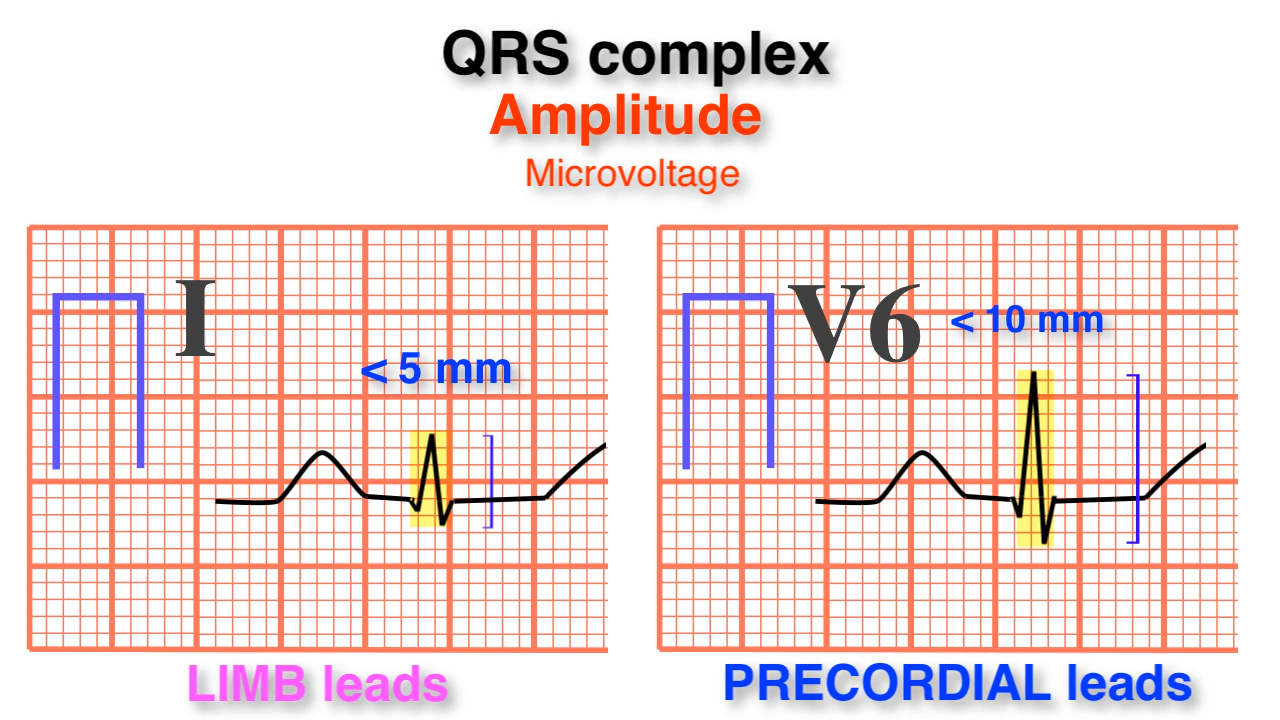 QRS complex
Amplitude
Microvoltage
I
< 5 mm
V6
< 10 mm
LIMB leads
PRECORDIAL leads